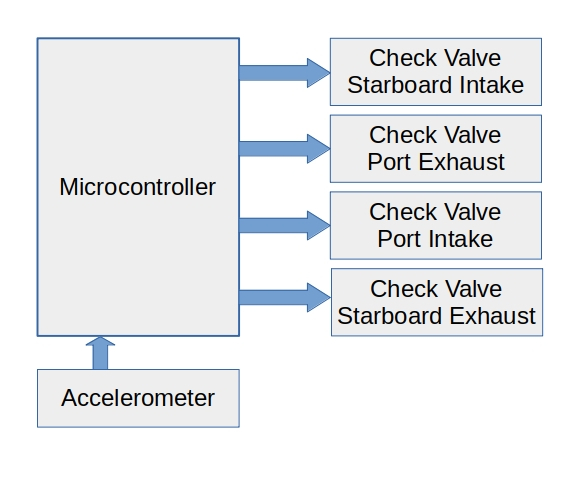 Microcontroller
Check Valve
Starboard Intake
Check Valve
Port Exhaust
Check Valve
Port Intake
Check Valve
Starboard Exhaust
Accelerometer